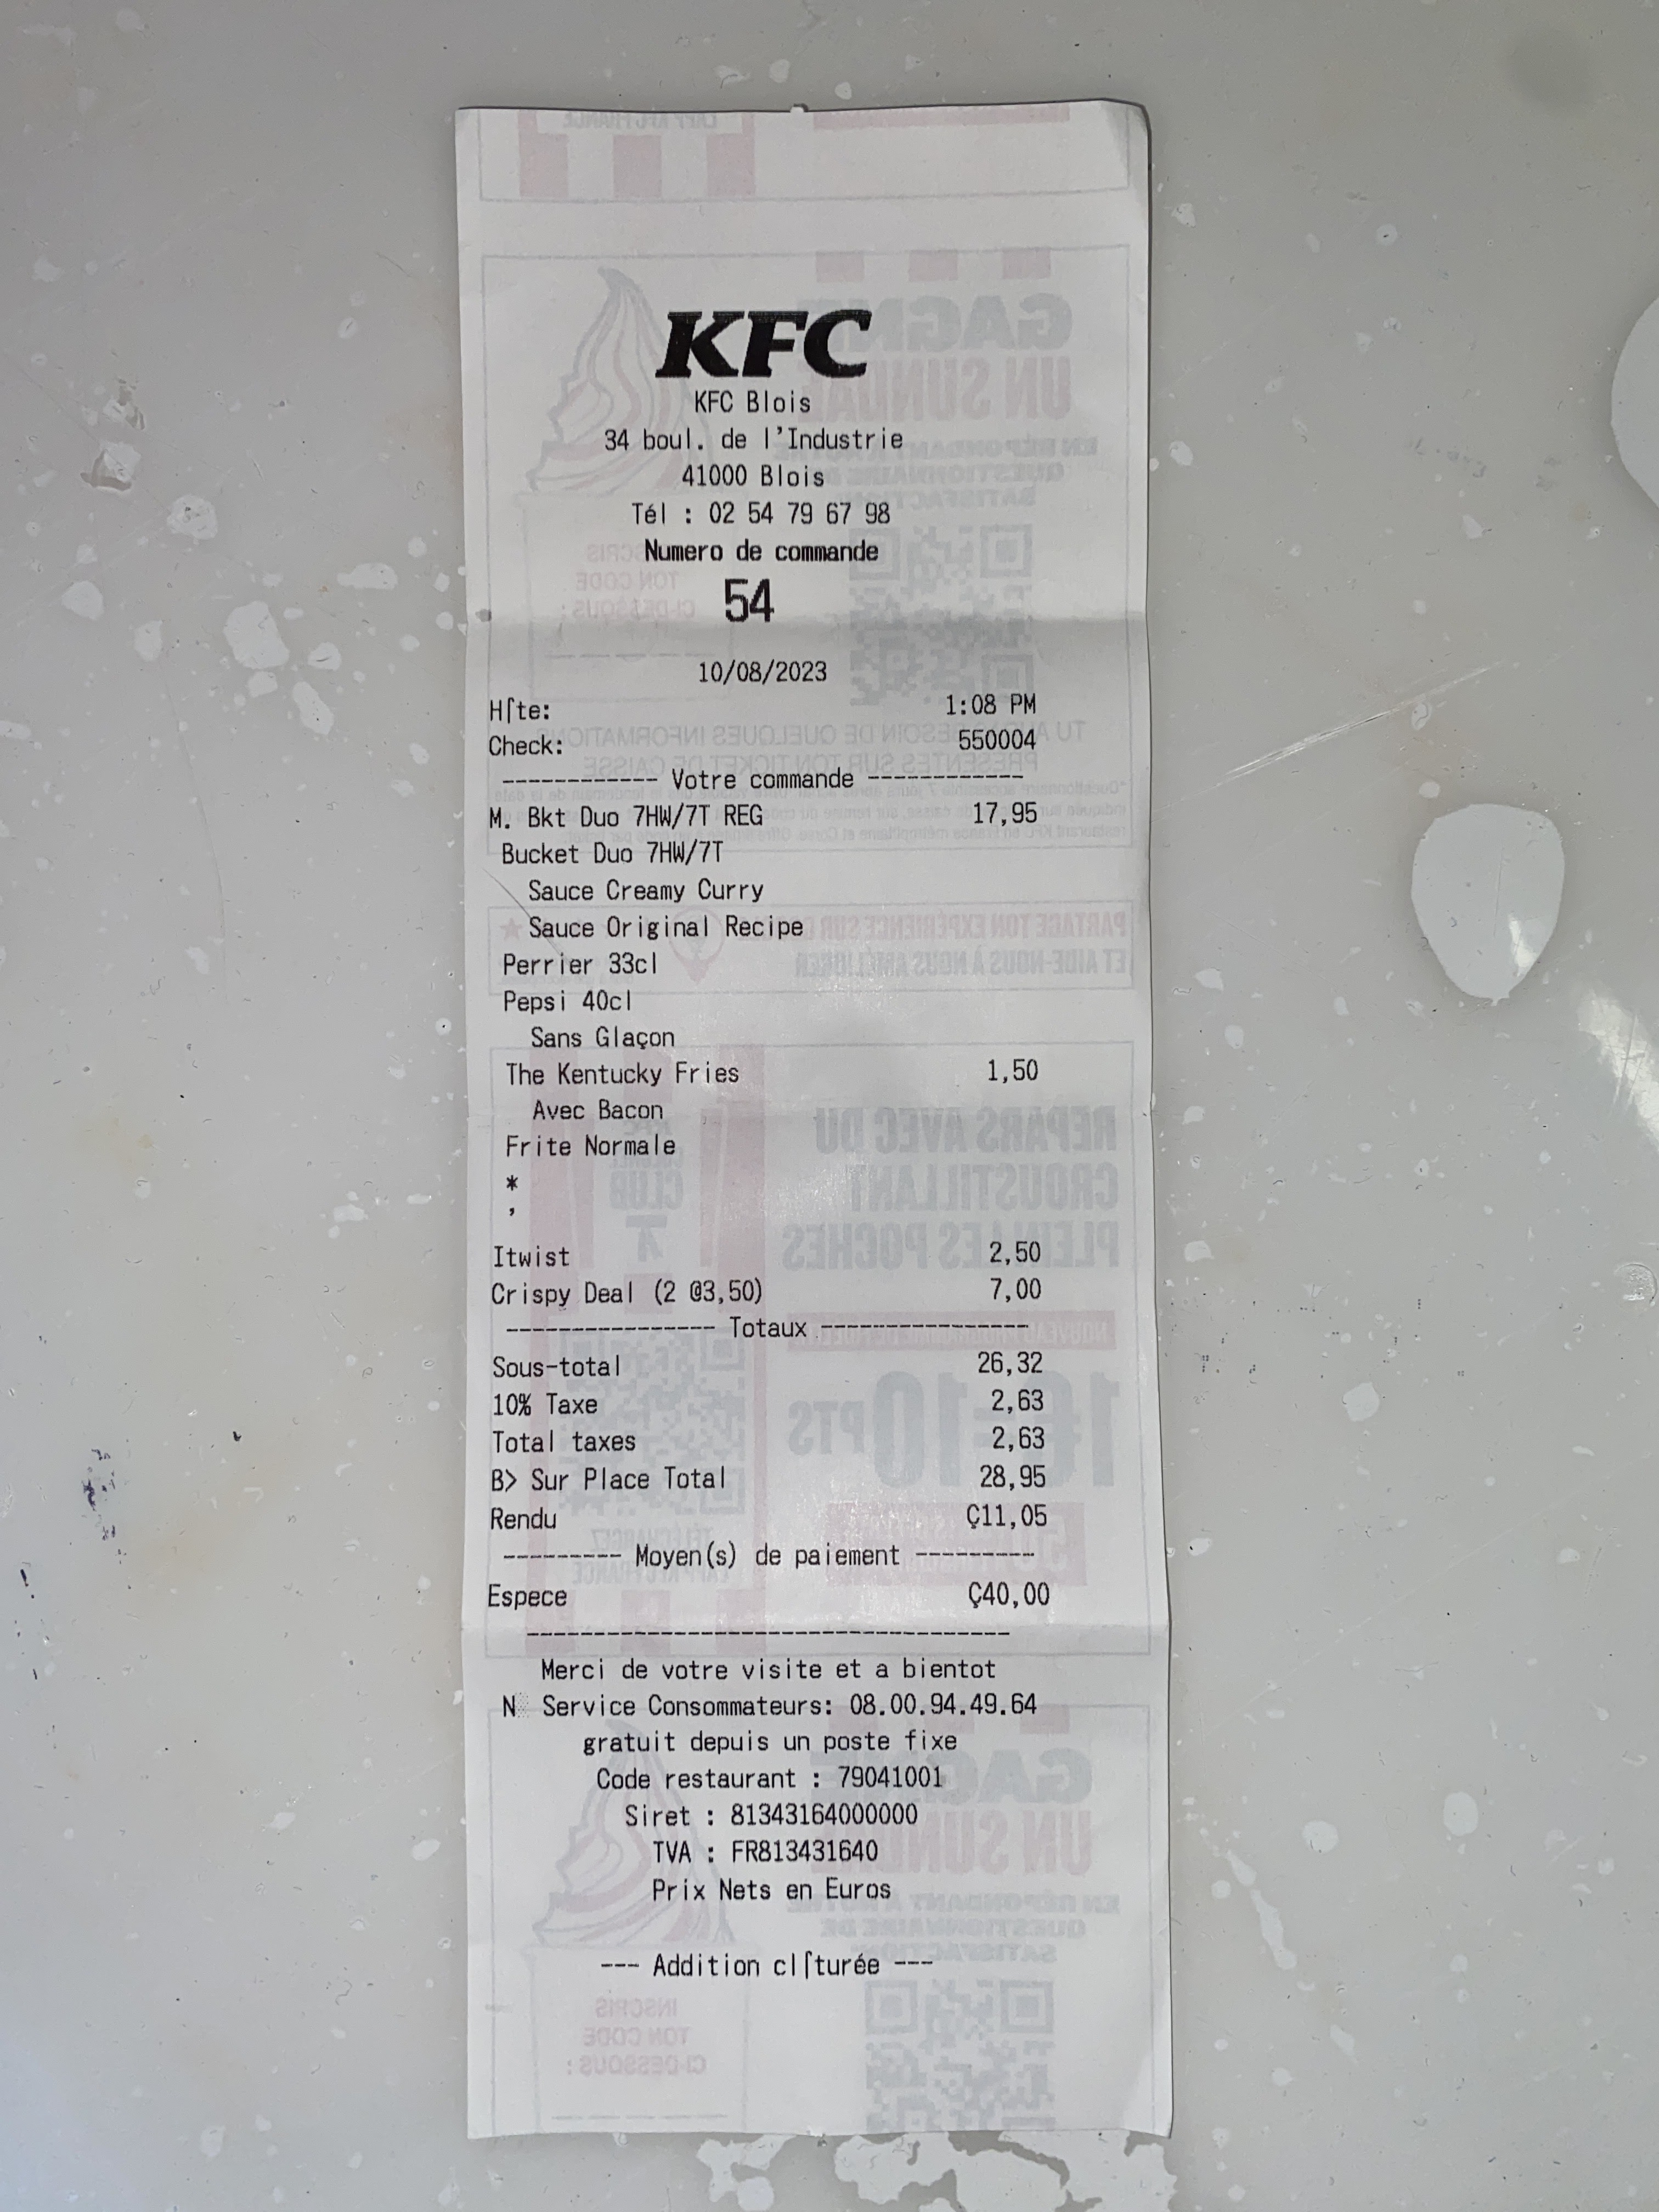 KFC
KFC Blois
34 boul. de l'Industrie
41000 Blois
Tél : 02 54 79 67 98
Numero de commande
54
10/08/2023
H⌠te: 1:08 PM
Check: 550004
------------ Votre commande ------------
M. Bkt Duo 7HW/7T REG 17,95
Bucket Duo 7HW/7T
Sauce Creamy Curry
Sauce Original Recipe
Perrier 33cl
Pepsi 40cl
Sans Glaçon
The Kentucky Fries 1,50
Avec Bacon
Frite Normale
*
,
Itwist 2,50
Crispy Deal (2 @3,50) 7,00
---------------- Totaux ----------------
Sous-total 26,32
10% Taxe 2,63
Total taxes 2,63
B> Sur Place Total 28,95
Rendu Ç11,05
--------- Moyen(s) de paiement ---------
Espece Ç40,00
-------------------------------------
Merci de votre visite et a bientot
N Service Consommateurs: 08.00.94.49.64
gratuit depuis un poste fixe
Code restaurant : 79041001
Siret : 81343164000000
TVA : FR813431640
Prix Nets en Euros
--- Addition cl⌠turée ---